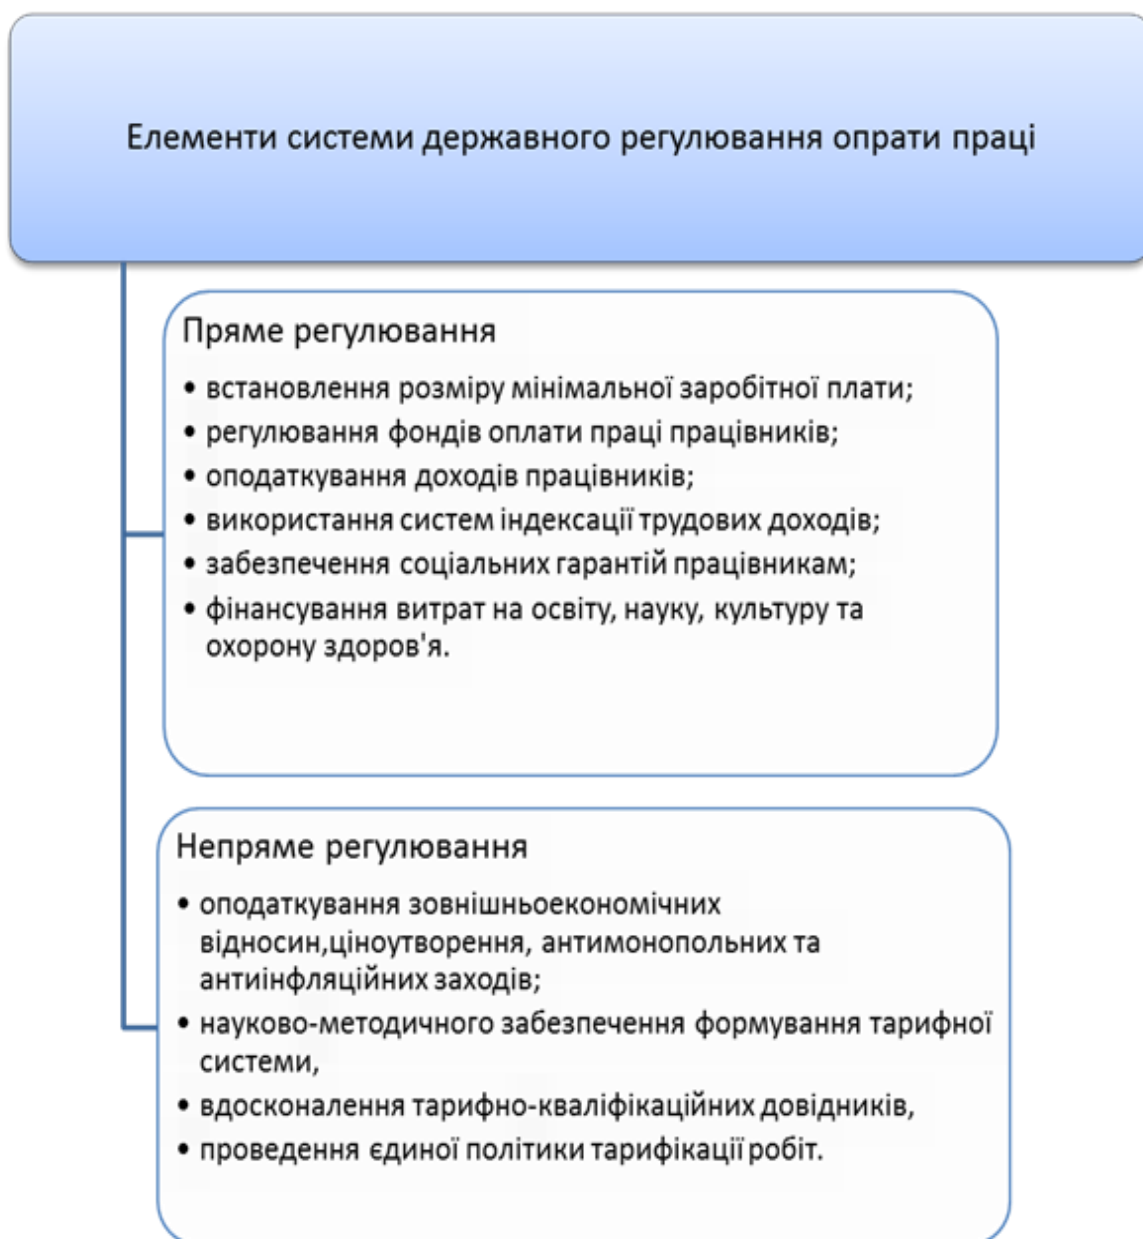 Елементи системи державного регулювання опрати праці
Пряме регулювання
• встановлення розміру мінімальної заробітної плати;
• регулювання фондів оплати праці працівників;
• оподаткування доходів працівників;
• використання систем індексації трудових доходів;
• забезпечення соціальних гарантій працівникам;
• фінансування витрат на освіту, науку, культуру та
охорону здоров'я.
Непряме регулювання
• оподаткування зовнішньоекономічних
відносин,ціноутворення, антимонопольних та
антиінфляційних заходів;
• науково-методичного забезпечення формування тарифної
системи,
• вдосконалення тарифно-кваліфікаційних довідників,
• проведення єдиної політики тарифікації робіт.